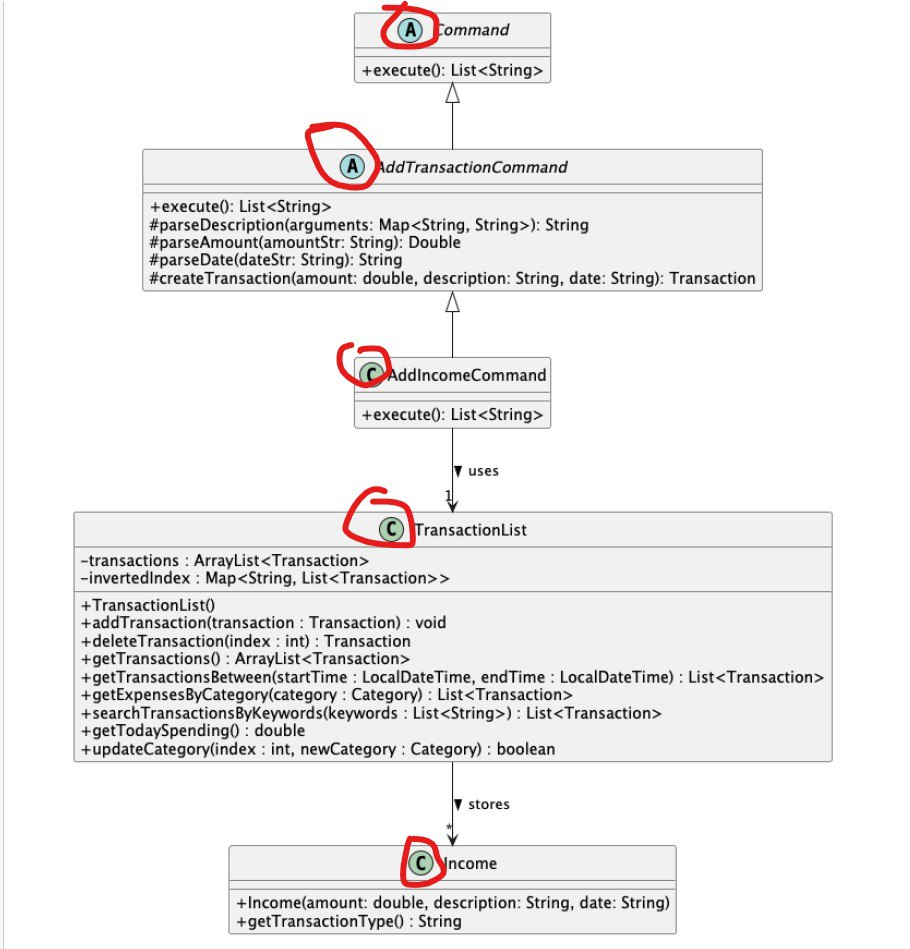 A Command
+execute(): List<String>
A AddTransactionCommand
+execute(): List<String>
#parseDescription(arguments: Map<String, String>): String
#parseAmount(amountStr: String): Double
#parseDate(dateStr: String): String
#createTransaction(amount: double, description: String, date: String): Transaction
C AddIncomeCommand
+execute(): List<String>
uses
1
C TransactionList
-transactions : ArrayList<Transaction>
-invertedIndex : Map<String, List<Transaction>>
+TransactionList()
+addTransaction(transaction : Transaction) : void
+deleteTransaction(index : int) : Transaction
+getTransactions() : ArrayList<Transaction>
+getTransactionsBetween(startTime : LocalDateTime, endTime : LocalDateTime) : List<Transaction>
+getExpensesByCategory(category : Category) : List<Transaction>
+searchTransactionsByKeywords(keywords : List<String>) : List<Transaction>
+getTodaySpending() : double
+updateCategory(index : int, newCategory : Category) : boolean
stores
*
C Income
+Income(amount: double, description: String, date: String)
+getTransactionType() : String